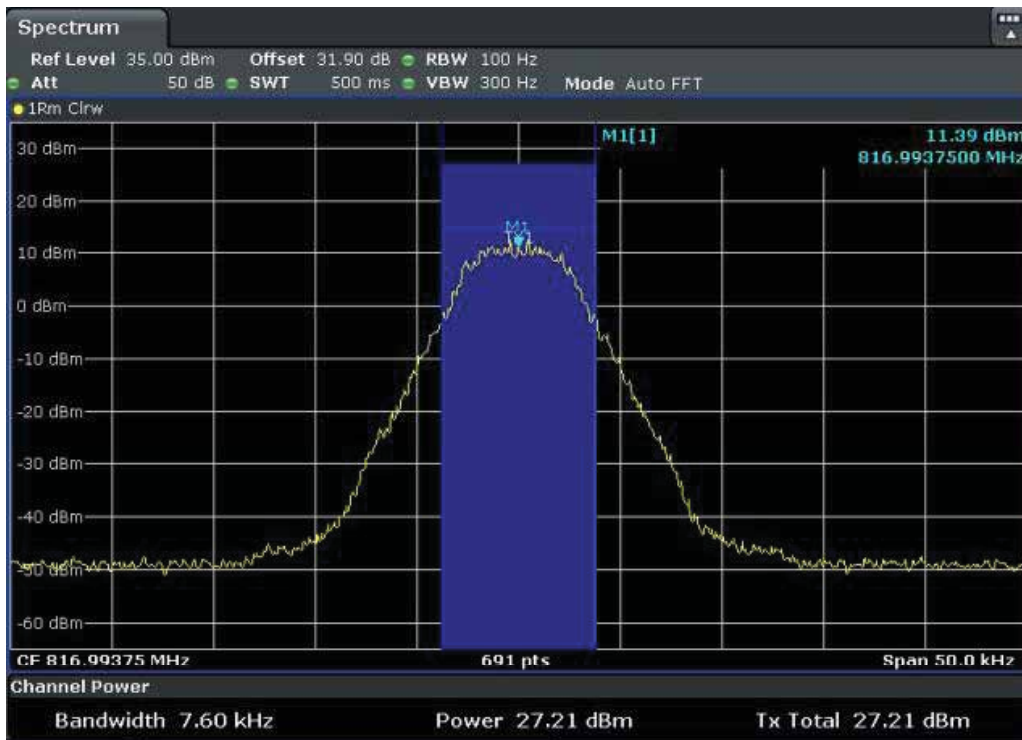 Spectrum
Ref Level 35.00 dBm Offset 31.90 dB RBW 100 Hz
Att 50 dB SWT 500 ms VBW 300 Hz Mode Auto FFT
1Rm Clrw
M1[1] 11.39 dBm
816.9937500 MHz
30 dBm
20 dBm
M1
10 dBm
0 dBm
-10 dBm
-20 dBm
-30 dBm
-40 dBm
-50 dBm
-60 dBm
CF 816.99375 MHz 691 pts Span 50.0 kHz
Channel Power
Bandwidth 7.60 kHz Power 27.21 dBm Tx Total 27.21 dBm